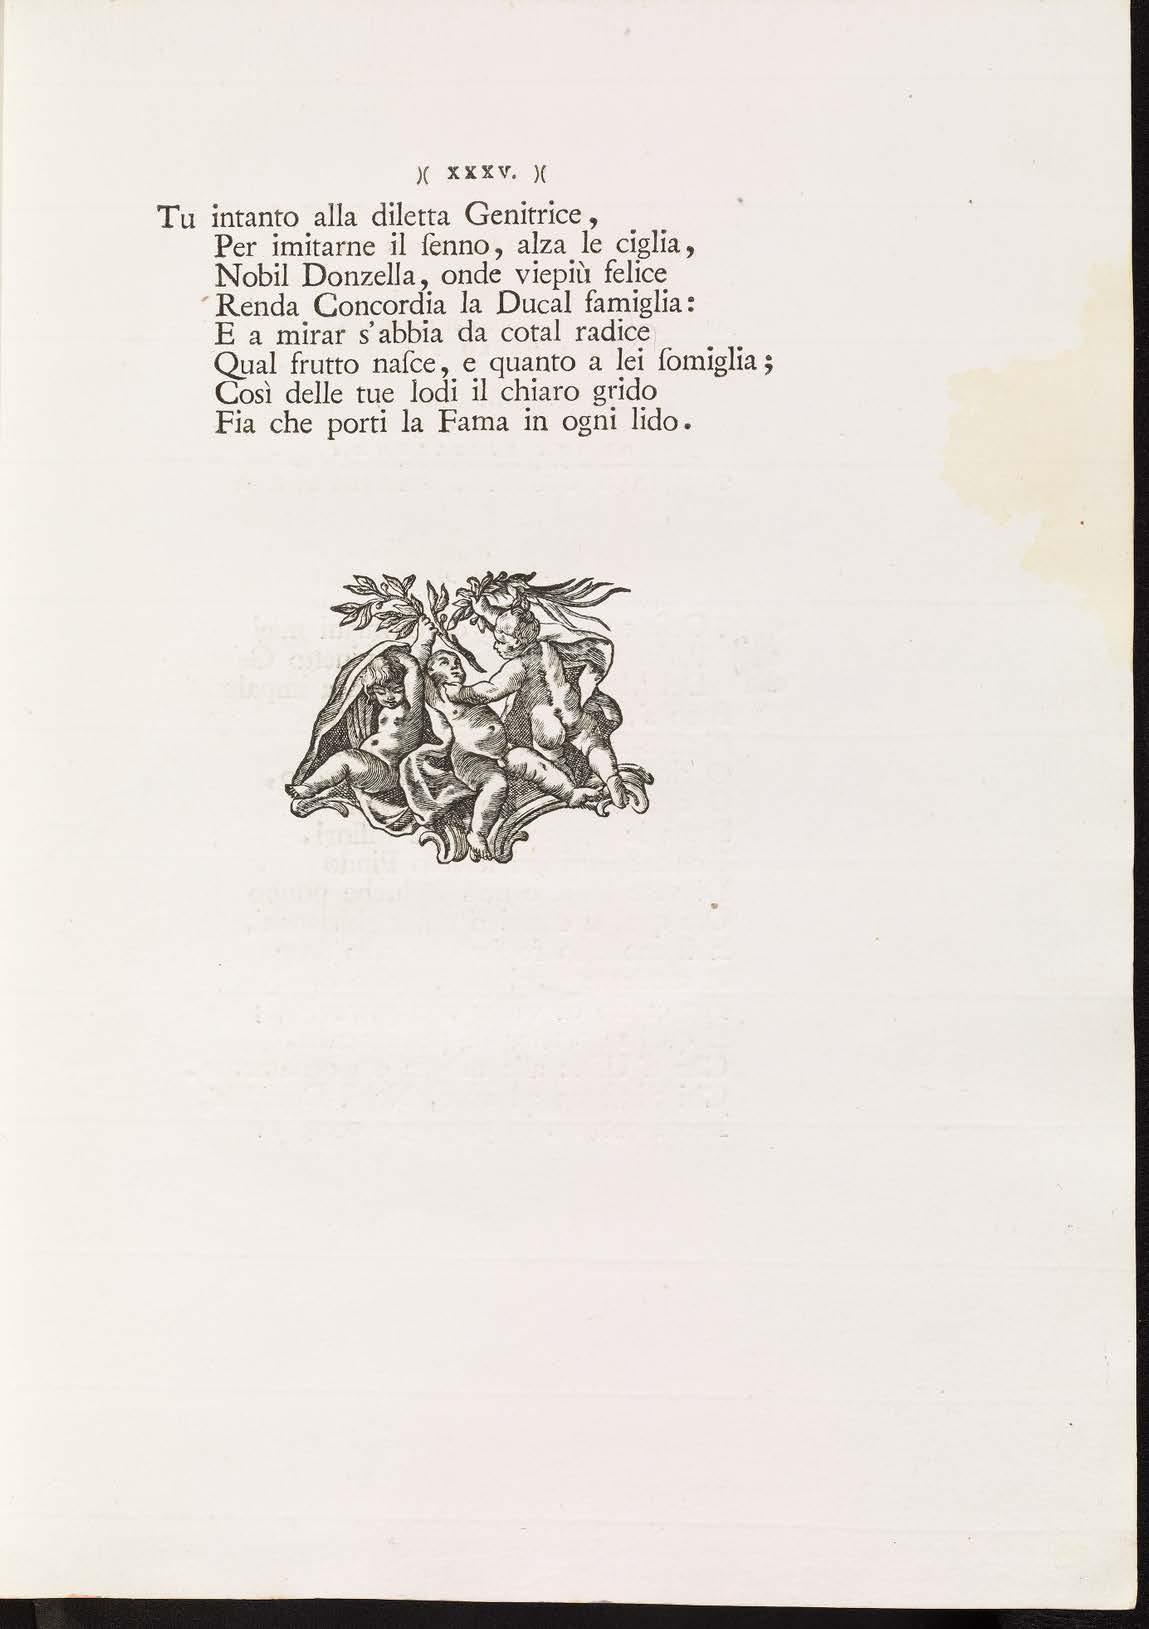 )( XXXV. )(
Tu intanto alla diletta Genitrice,
Per imitarne il ſenno, alza le ciglia,
Nobil Donzella, onde viepiù felice
Renda Concordia la Ducal famiglia:
E a mirar s'abbia da cotal radice
Qual frutto naſce, e quanto a lei ſomiglia;
Così delle tue lodi il chiaro grido
Fia che porti la Fama in ogni lido.